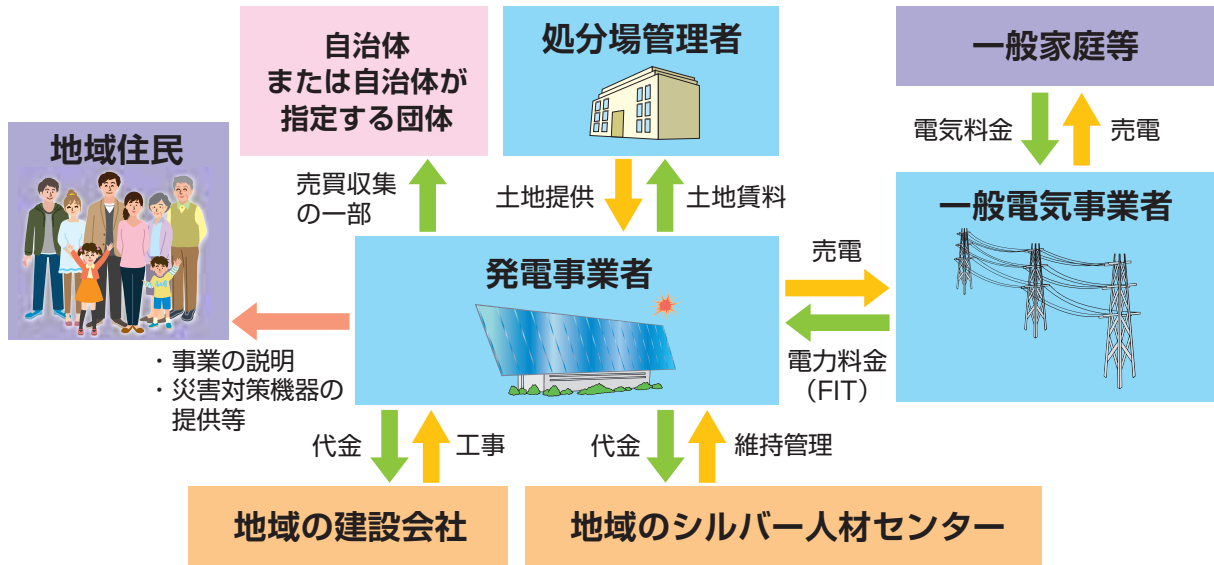 自治体
または自治体が
指定する団体
処分場管理者
一般家庭等
地域住民
電気料金
売電
売買収集
の一部
土地提供
土地賃料
一般電気事業者
発電事業者
売電
電力料金
（FIT）
・事業の説明
・災害対策機器の
提供等
代金
工事
代金
維持管理
地域の建設会社
地域のシルバー人材センター